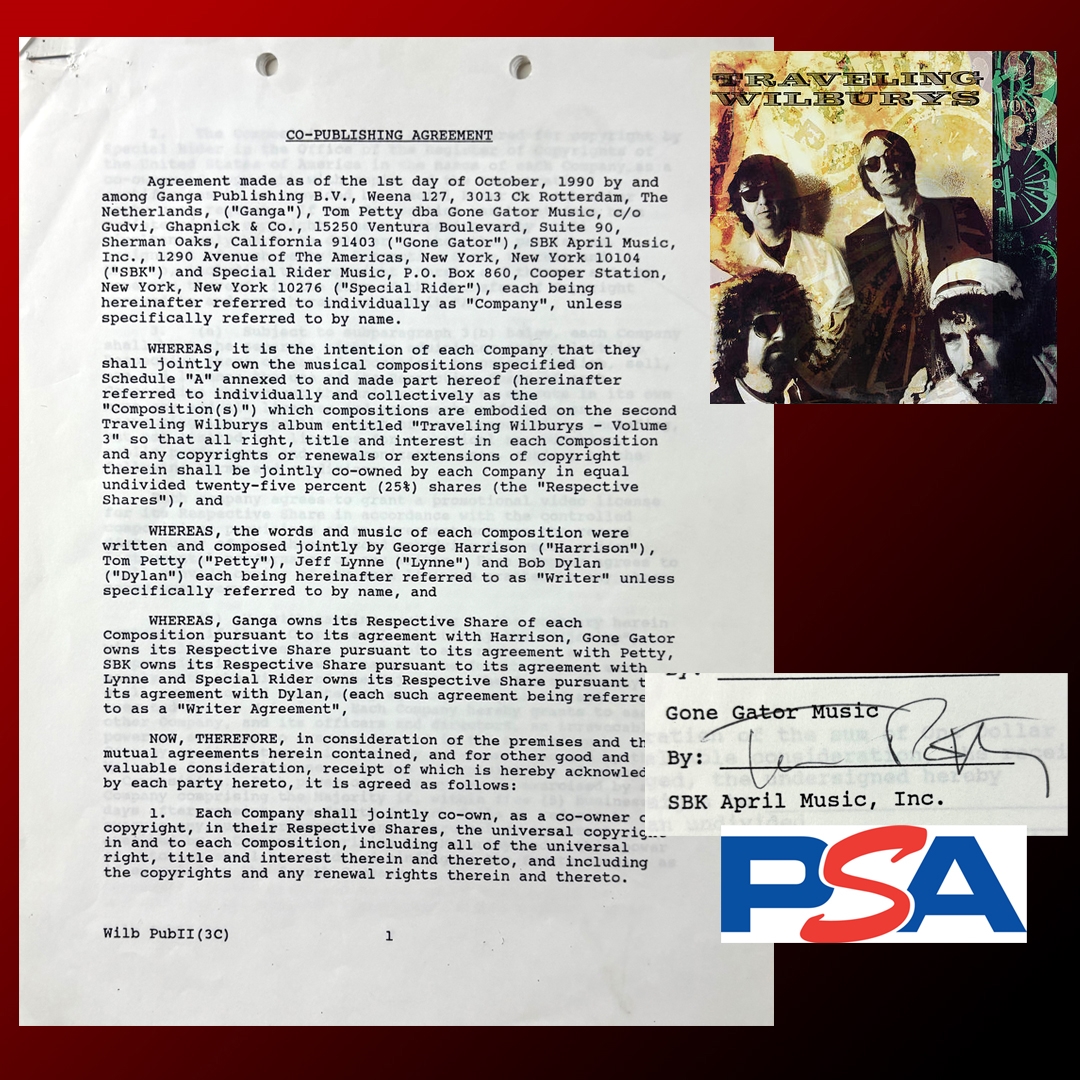 CO-PUBLISHING AGREEMENT
Agreement made as of the 1st day of October, 1990 by and
among Ganga Publishing B.V., Weena 127, 3013 Ck Rotterdam, The
Netherlands, ("Ganga"), Tom Petty dba Gone Gator Music, c/o
Gudvi, Ghapnick & Co., 15250 Ventura Boulevard, Suite 90,
Sherman Oaks, California 91403 ("Gone Gator"), SBK April Music,
Inc., 1290 Avenue of The Americas, New York, New York 10104
("SBK") and Special Rider Music, P.O. Box 860, Cooper Station,
New York, New York 10276 ("Special Rider"), each being
hereinafter referred to individually as "Company", unless
specifically referred to by name.
WHEREAS, it is the intention of each Company that they
shall jointly own the musical compositions specified on
Schedule "A" annexed to and made part hereof (hereinafter
referred to individually and collectively as the
"Composition(s)") which compositions are embodied on the second
Traveling Wilburys album entitled "Traveling Wilburys - Volume
3" so that all right, title and interest in each Composition
and any copyrights or renewals or extensions of copyright
therein shall be jointly co-owned by each Company in equal
undivided twenty-five percent (25%) shares (the "Respective
Shares"), and
WHEREAS, the words and music of each Composition were
written and composed jointly by George Harrison ("Harrison"),
Tom Petty ("Petty"), Jeff Lynne ("Lynne") and Bob Dylan
("Dylan") each being hereinafter referred to as "Writer" unless
specifically referred to by name, and
WHEREAS, Ganga owns its Respective Share of each
Composition pursuant to its agreement with Harrison, Gone Gator
owns its Respective Share pursuant to its agreement with Petty,
SBK owns its Respective Share pursuant to its agreement with
Lynne and Special Rider owns its Respective Share pursuant t
its agreement with Dylan, (each such agreement being referre
to as a "Writer Agreement",
NOW, THEREFORE, in consideration of the premises and th
mutual agreements herein contained, and for other good and
valuable consideration, receipt of which is hereby acknowled
by each party hereto, it is agreed as follows:
1. Each Company shall jointly co-own, as a co-owner o
copyright, in their Respective Shares, the universal copyrigh
in and to each Composition, including all of the universal
right, title and interest therein and thereto, and including
the copyrights and any renewal rights therein and thereto.
Wilb PubII(3C)
1
TRAVELING
WILBURYS
VOL. 3
Gone Gator Music
By: Tom Petty
SBK April Music, Inc.
PSA